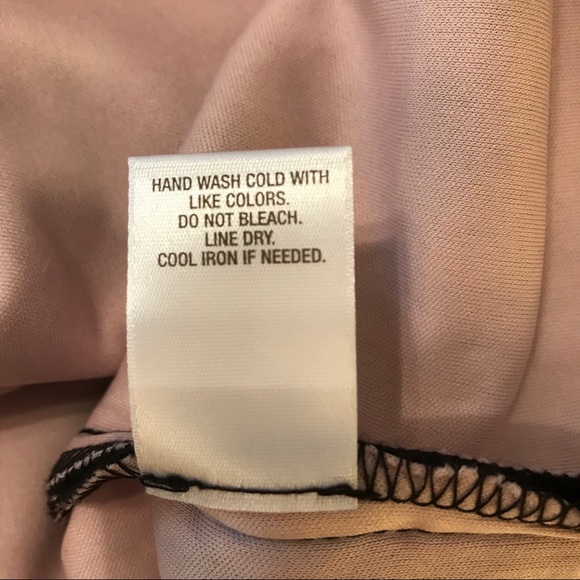 HAND WASH COLD WITH
LIKE COLORS.
DO NOT BLEACH.
LINE DRY.
COOL IRON IF NEEDED.